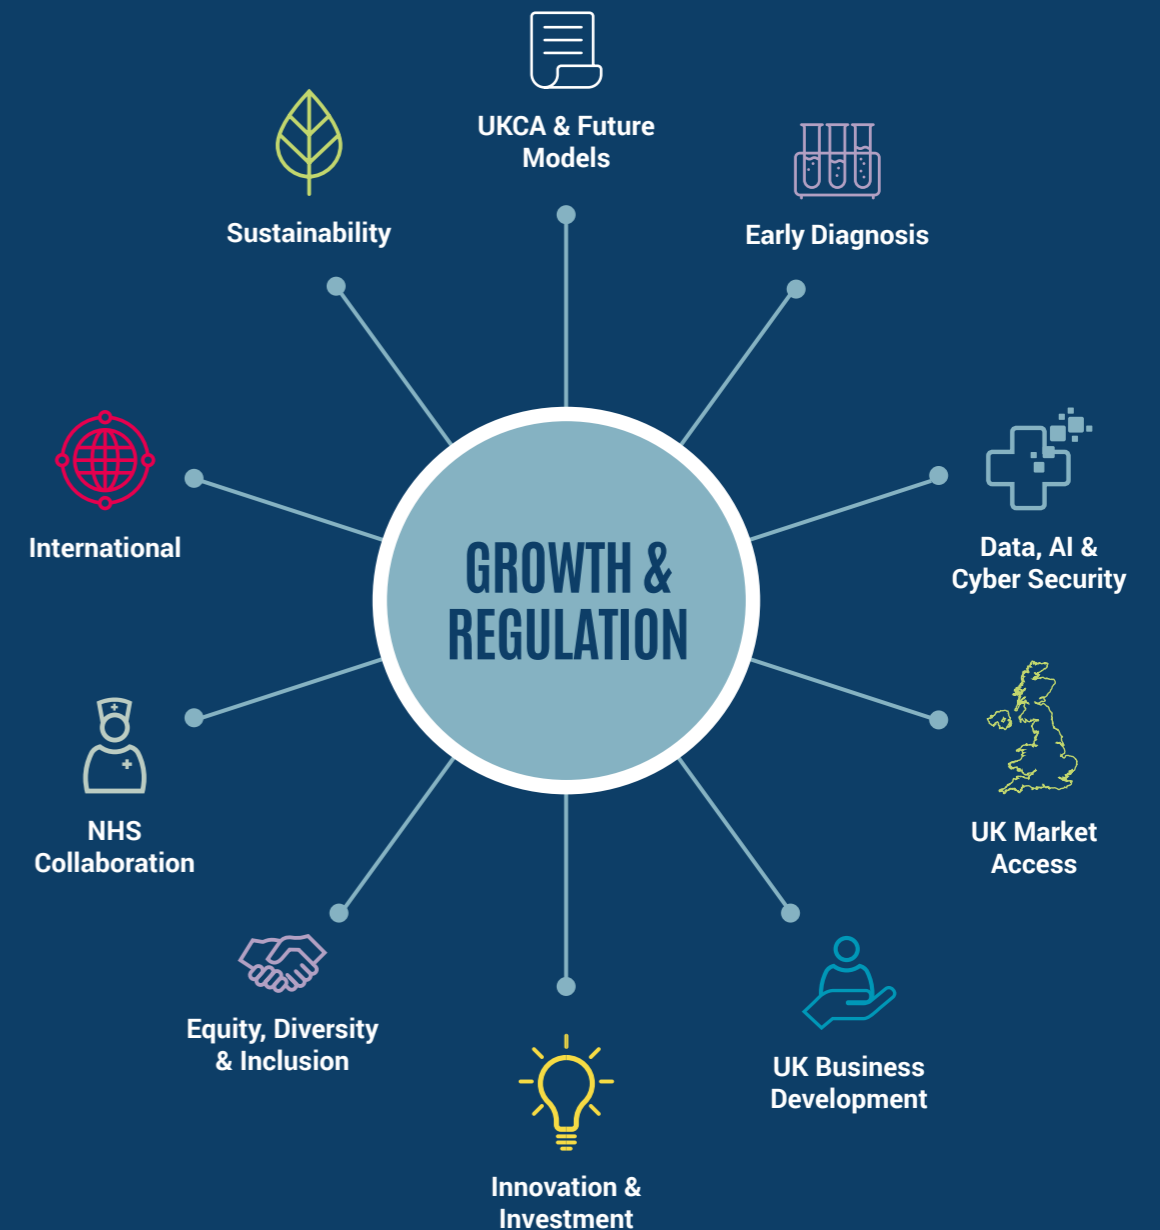 UKCA & Future
Models
Sustainability
Early Diagnosis
International
Data, AI &
Cyber Security
GROWTH &
REGULATION
NHS
Collaboration
UK Market
Access
Equity, Diversity
& Inclusion
UK Business
Development
Innovation &
Investment